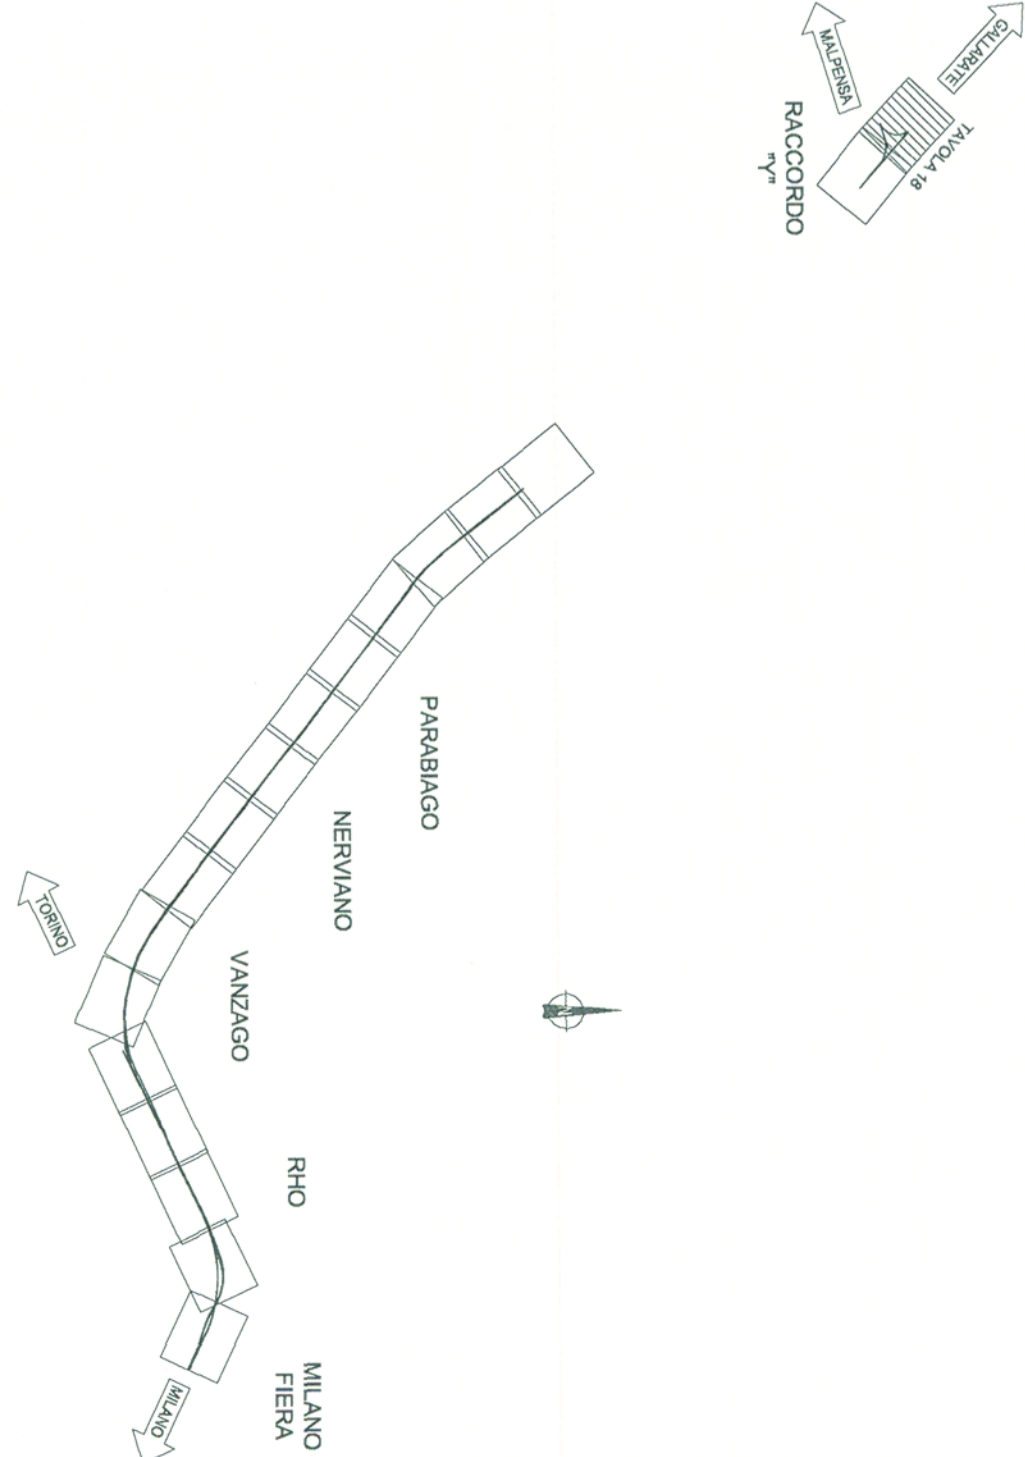 GALLARATE
MALPENSA
TAVOLA 18
RACCORDO
"Y"
PARABIAGO
NERVIANO
TORINO
VANZAGO
N
RHO
MILANO
FIERA
MILANO